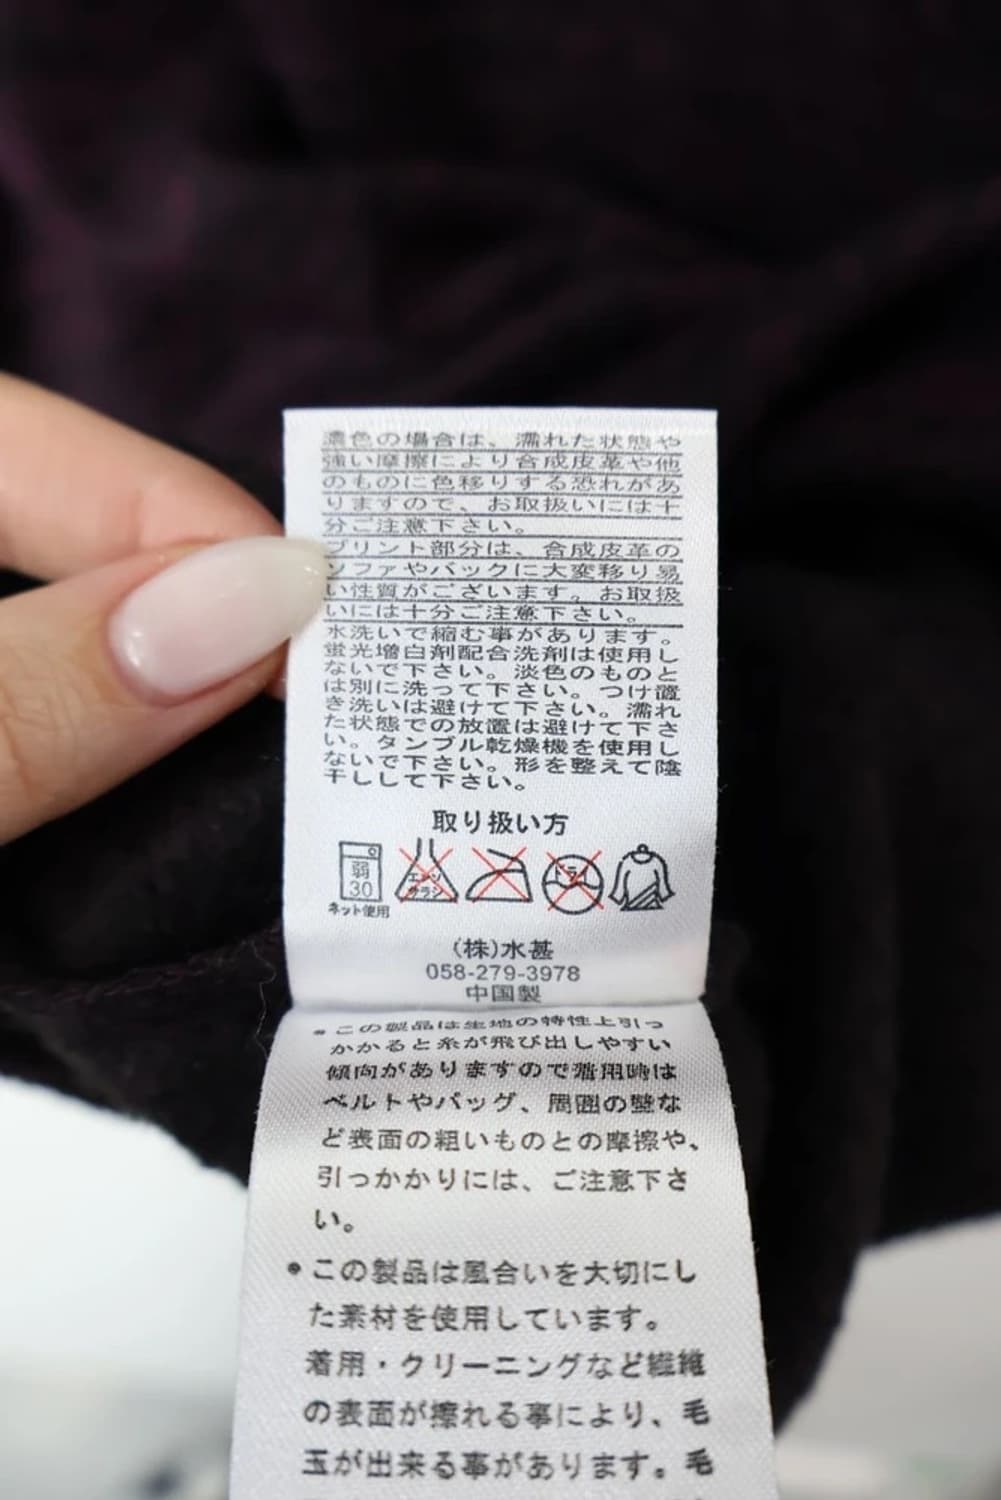 濃色の場合は、濡れた状態や
強い摩擦により合成皮革や他
のものに色移りする恐れがあ
りますので、お取扱いには十
分ご注意下さい。
プリント部分は、合成皮革の
ソファやバックに大変移り易
い性質がございます。お取扱
いには十分ご注意下さい。
水洗いで縮む事があります。
蛍光増白剤配合洗剤は使用し
ないで下さい。淡色のものと
は別に洗って下さい。つけ置
き洗いは避けて下さい。濡れ
た状態での放置は避けて下さ
い。タンブル乾燥機を使用し
ないで下さい。形を整えて陰
干しして下さい。
取り扱い方
弱
30
ネット使用
エンソ
サラシ
ドライ
(株)水甚
058-279-3978
中国製
●この製品は生地の特性上引っ
かかると糸が飛び出しやすい
傾向がありますので着用時は
ベルトやバッグ、周囲の壁な
ど表面の粗いものとの摩擦や、
引っかかりには、ご注意下さ
い。
●この製品は風合いを大切にし
た素材を使用しています。
着用・クリーニングなど繊維
の表面が擦れる事により、毛
玉が出来る事があります。毛